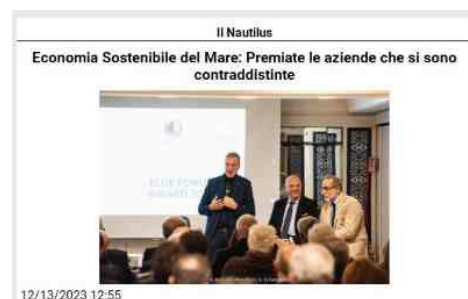 Il Nautilus
Economia Sostenibile del Mare: Premiate le aziende che si sono
contraddistinte
12/13/2023 12:55